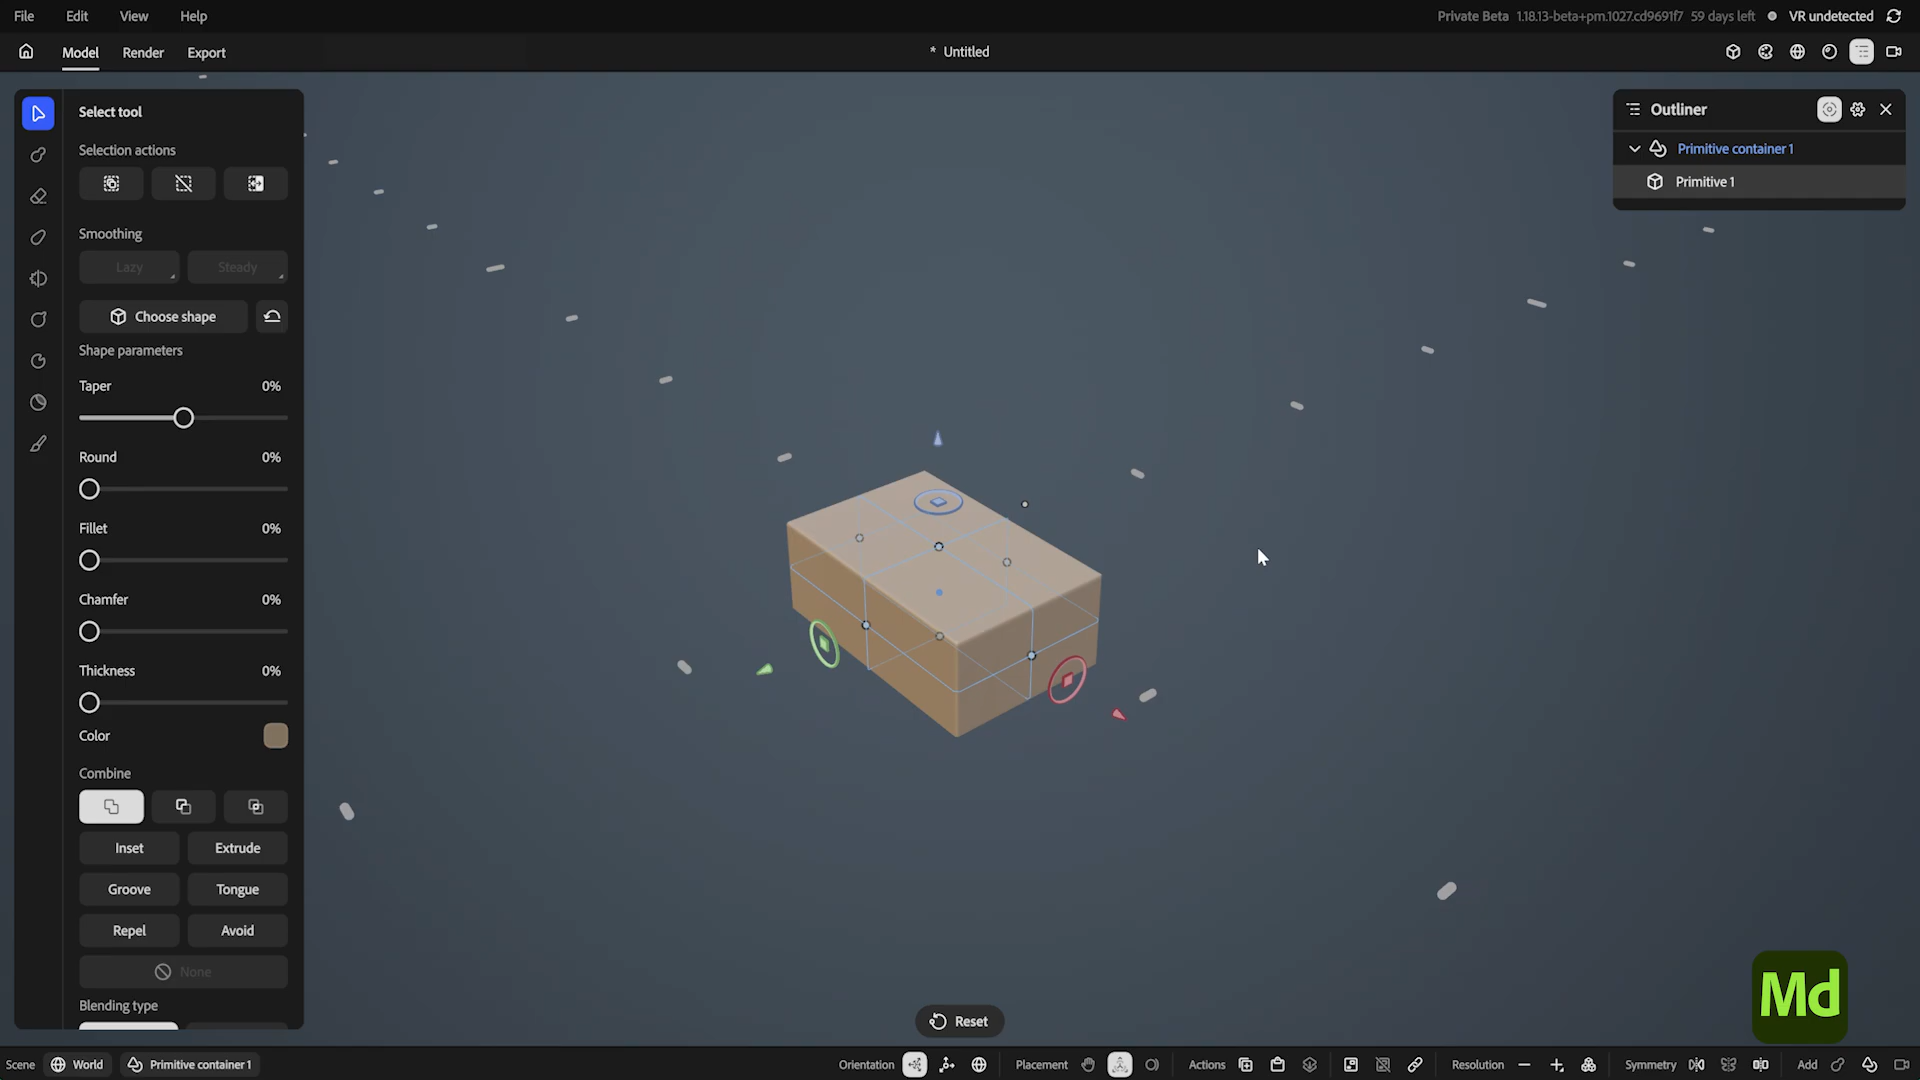 File Edit View Help
Private Beta 1.18.13-beta+pm.1027.cd9691f7 59 days left VR undetected
Model Render Export
* Untitled
Select tool
Selection actions
Smoothing
Lazy Steady
Choose shape
Shape parameters
Taper 0%
Round 0%
Fillet 0%
Chamfer 0%
Thickness 0%
Color
Combine
Inset Extrude
Groove Tongue
Repel Avoid
None
Blending type
Outliner
Primitive container 1
Primitive 1
Reset
Md
Scene World Primitive container 1 Orientation Placement Actions Resolution Symmetry Add